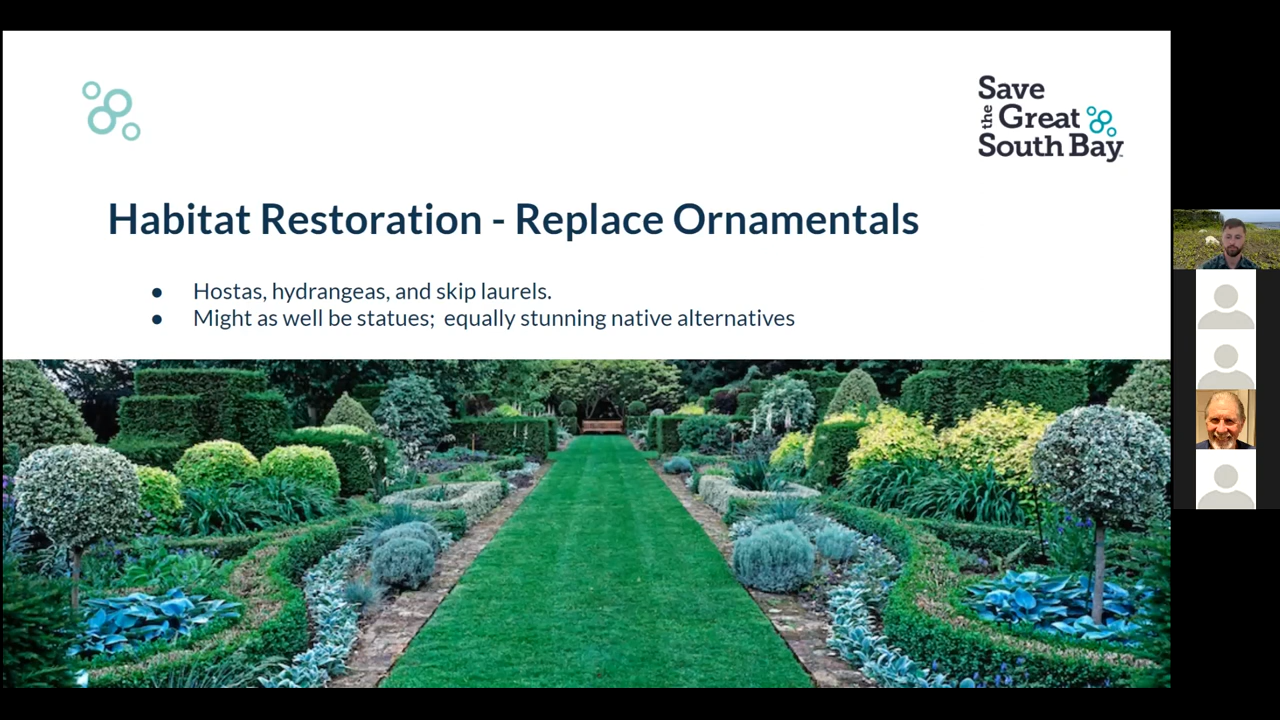 Save
the Great
South Bay
Habitat Restoration - Replace Ornamentals
● Hostas, hydrangeas, and skip laurels.
● Might as well be statues; equally stunning native alternatives